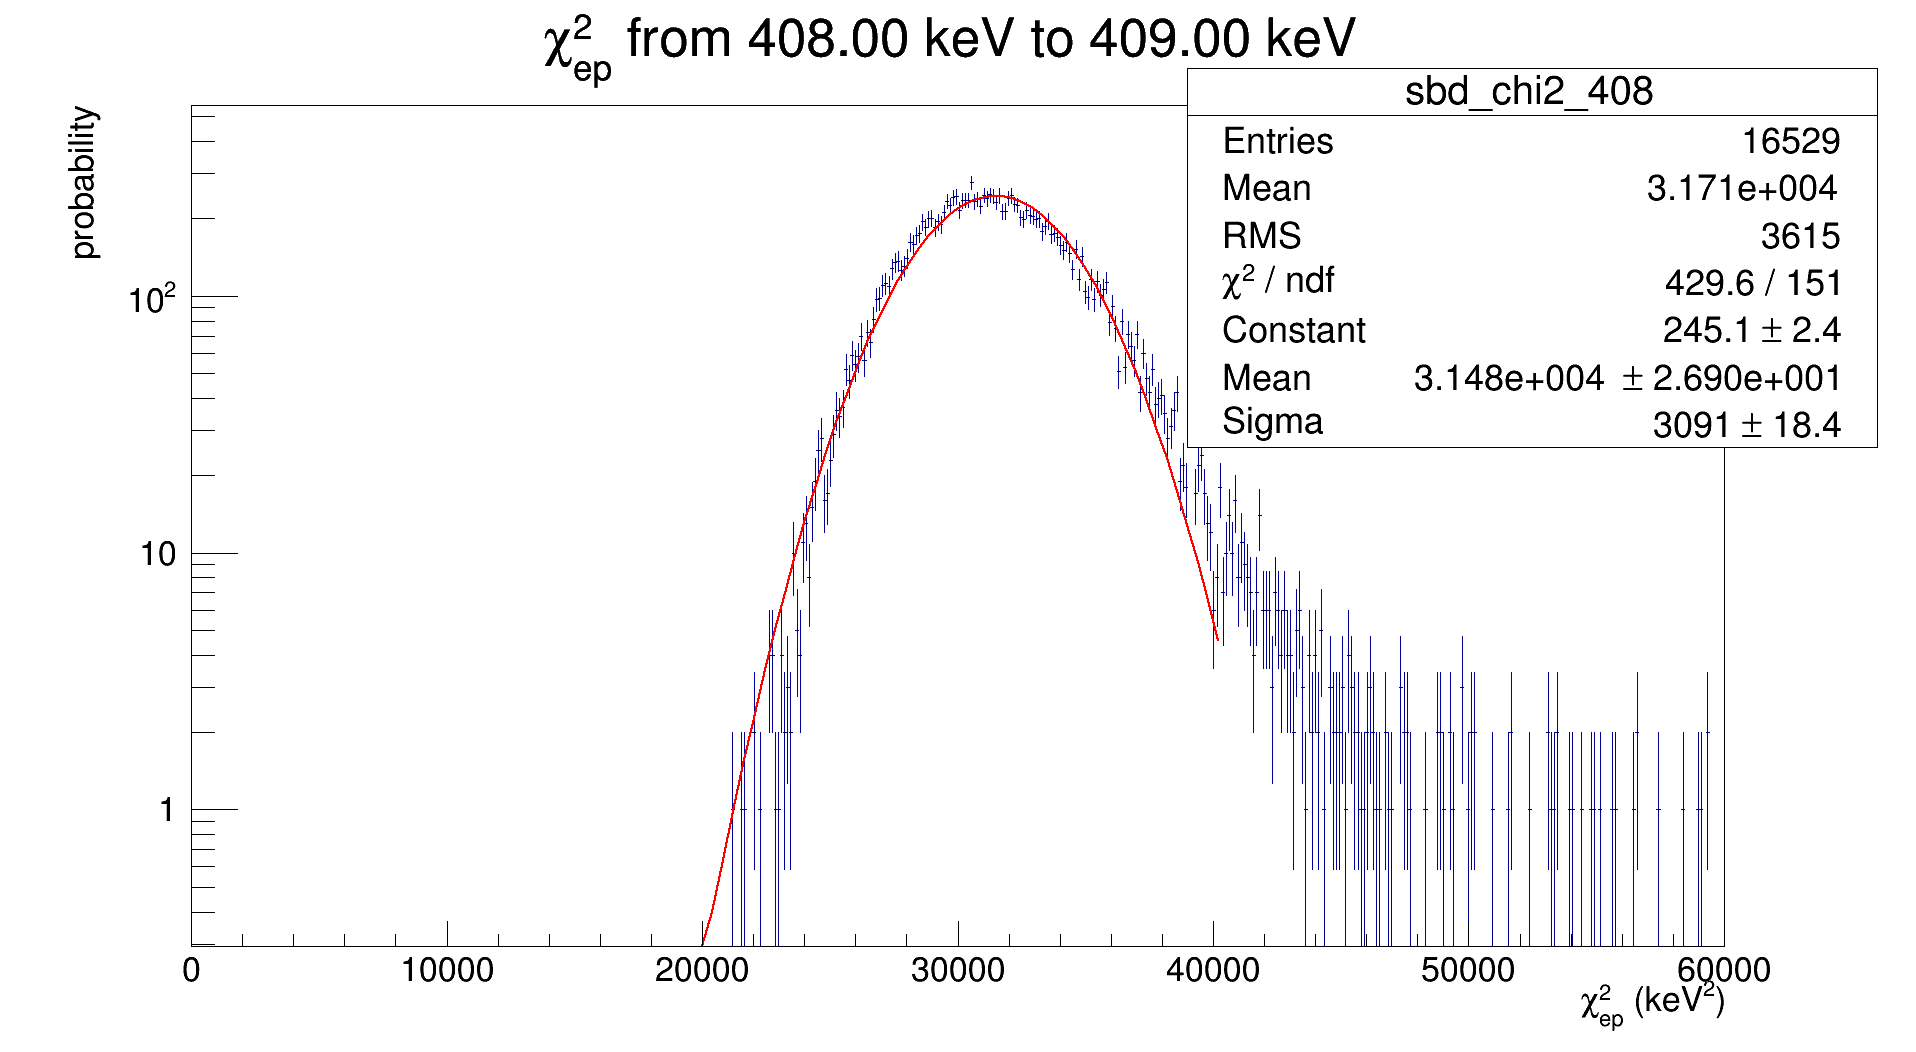 χ²ep from 408.00 keV to 409.00 keV
sbd_chi2_408
Entries 16529
Mean 3.171e+004
RMS 3615
χ² / ndf 429.6 / 151
Constant 245.1 ± 2.4
Mean 3.148e+004 ± 2.690e+001
Sigma 3091 ± 18.4
probability
10²
10
1
0 10000 20000 30000 40000 50000 60000
χ²ep (keV²)